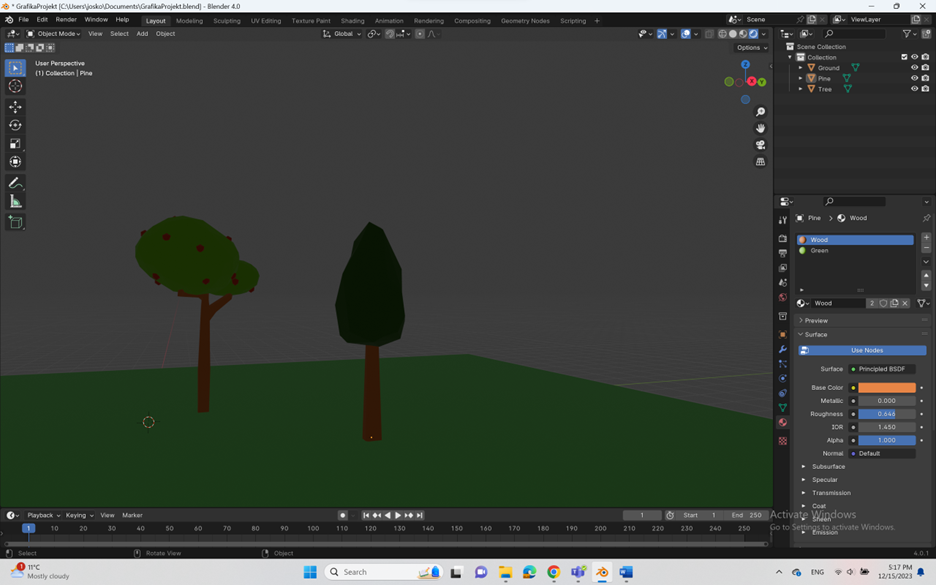 * GrafikaProjekt [C:\Users\josko\GrafikaProjekt.blend] - Blender 4.0
File Edit Render Window Help Layout Modeling Sculpting UV Editing Texture Paint Shading Animation Rendering Compositing Geometry Nodes Scripting + Scene ViewLayer
Object Mode View Select Add Object Global
Options
User Perspective
(1) Collection | Pine
Z
X
Y
Scene Collection
Collection
Ground
Pine
Tree
Pine > Wood
Wood
Green
Wood 2
Preview
Surface
Use Nodes
Surface Principled BSDF
Base Color
Metallic 0.000
Roughness 0.646
IOR 1.450
Alpha 1.000
Normal Default
Subsurface
Specular
Transmission
Coat
Sheen
Emission
Activate Windows
Go to Settings to activate Windows.
Playback Keying View Marker 1 Start 1 End 250
1 10 20 30 40 50 60 70 80 90 100 110 120 130 140 150 160 170 180 190 200 210 220 230 240 250
Select Rotate View Object 4.0.1
1
11°C
Mostly cloudy
Search
ENG
5:17 PM
12/15/2023